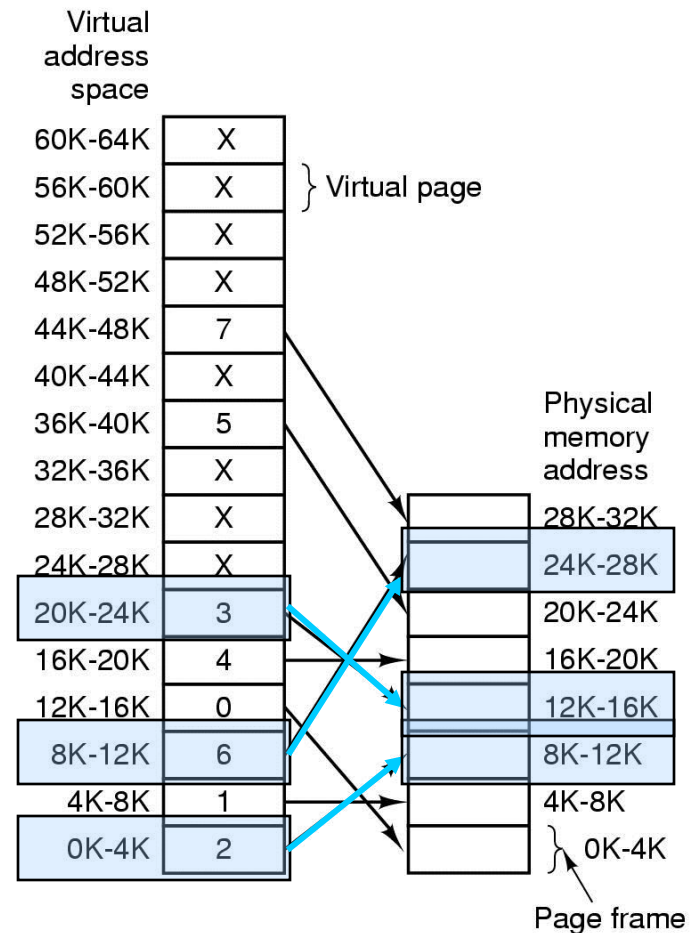 Virtual
address
space
60K-64K X
56K-60K X Virtual page
52K-56K X
48K-52K X
44K-48K 7
40K-44K X
36K-40K 5
32K-36K X
28K-32K X
24K-28K X
20K-24K 3
16K-20K 4
12K-16K 0
8K-12K 6
4K-8K 1
0K-4K 2
Physical
memory
address
28K-32K
24K-28K
20K-24K
16K-20K
12K-16K
8K-12K
4K-8K
0K-4K
Page frame